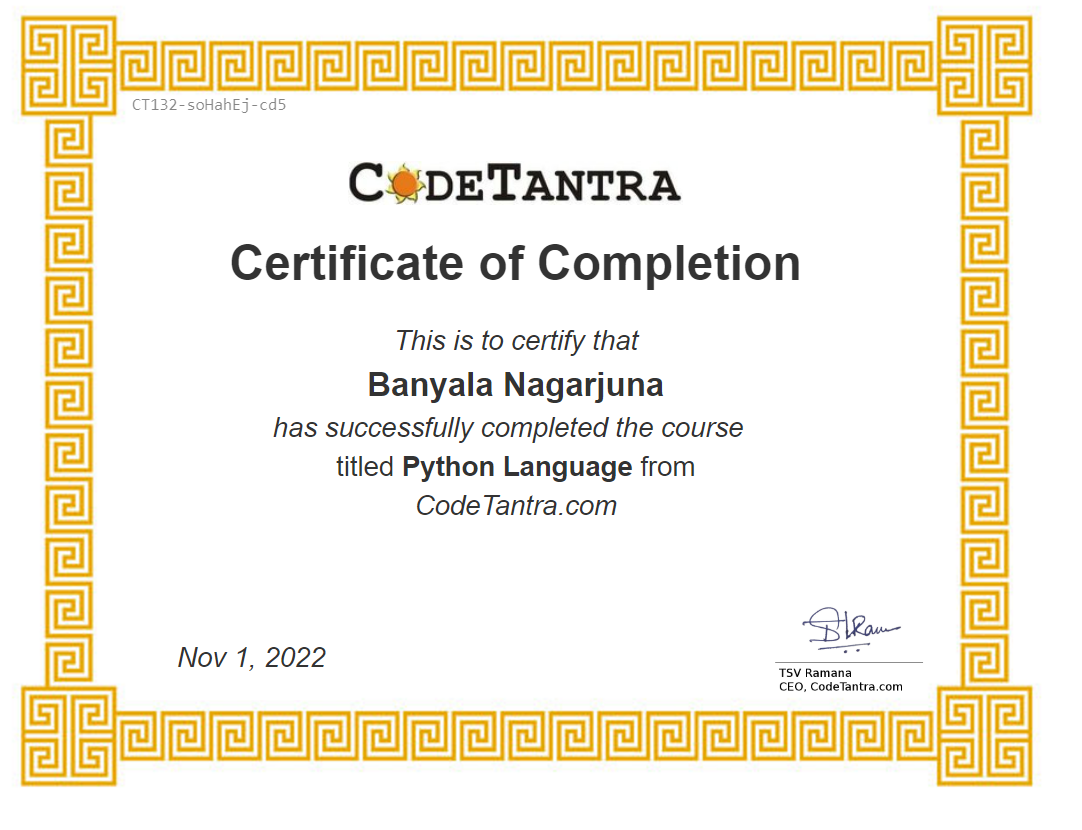 CT132-soHahEj-cd5
CODETANTRA
Certificate of Completion
This is to certify that
Banyala Nagarjuna
has successfully completed the course
titled Python Language from
CodeTantra.com
Nov 1, 2022
TSV Ramana
CEO, CodeTantra.com